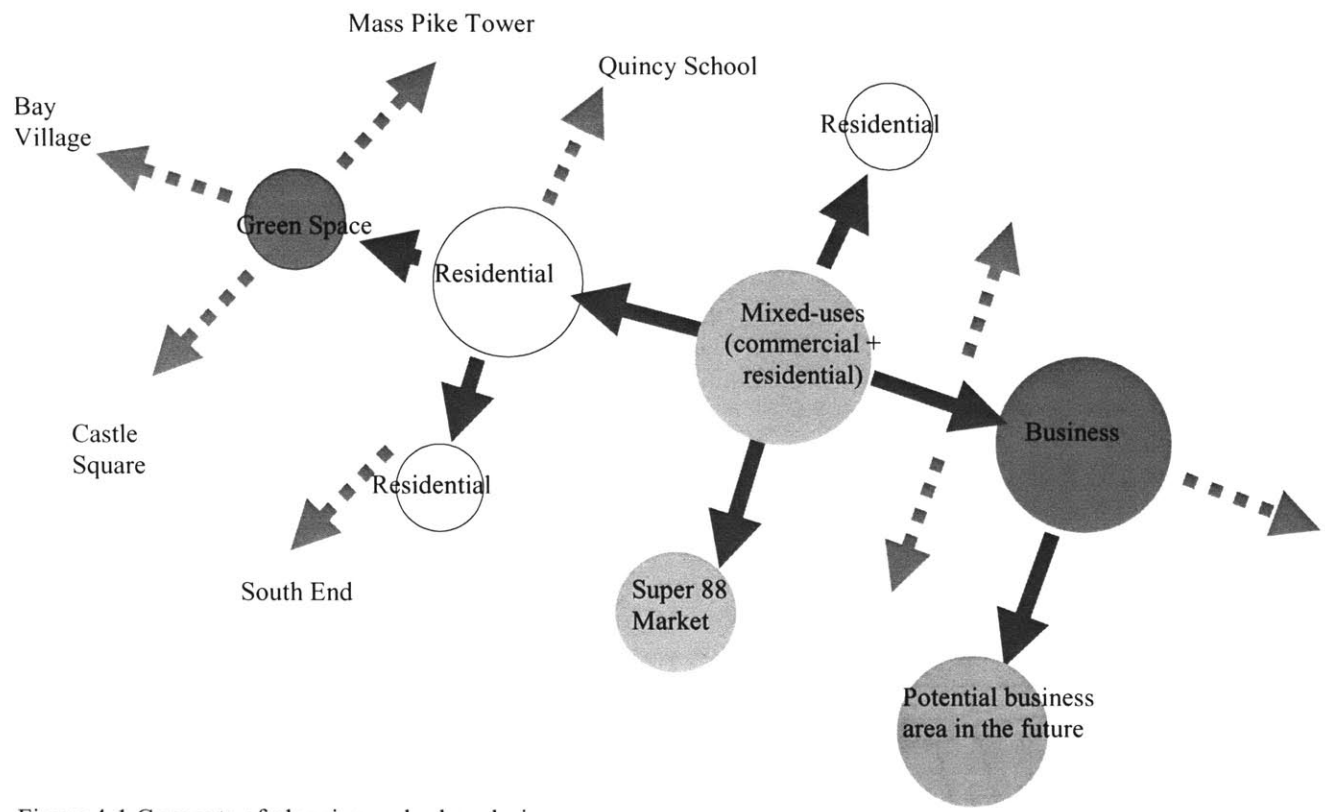 Mass Pike Tower
Quincy School
Bay
Village
Residential
Green Space
Residential
Mixed-uses
(commercial +
residential)
Business
Castle
Square
Residential
South End
Super 88
Market
Potential business
area in the future